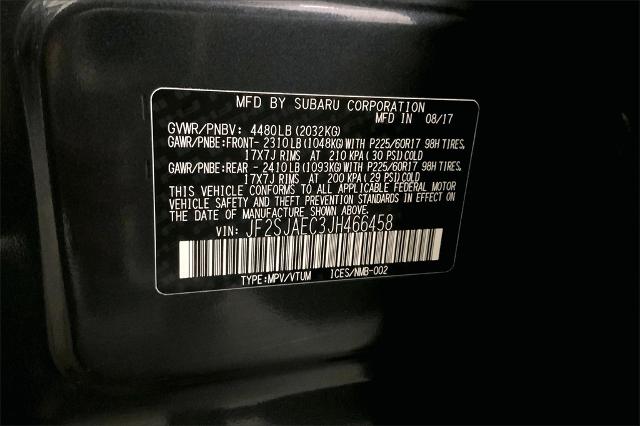 MFD BY SUBARU CORPORATION
MFD IN 08/17
GVWR/PNBV: 4480LB(2032KG)
GAWR/PNBE:FRONT- 2310LB(1048KG)WITH P225/60R17 98H TIRES,
17X7J RIMS AT 210 KPA(30 PSI)COLD
GAWR/PNBE:REAR - 2410LB(1093KG)WITH P225/60R17 98H TIRES,
17X7J RIMS AT 200 KPA(29 PSI)COLD
THIS VEHICLE CONFORMS TO ALL APPLICABLE FEDERAL MOTOR
VEHICLE SAFETY AND THEFT PREVENTION STANDARDS IN EFFECT ON
THE DATE OF MANUFACTURE SHOWN ABOVE.
VIN: JF2SJAEC3JH466458
TYPE:MPV/VTUM ICES/NMB-002